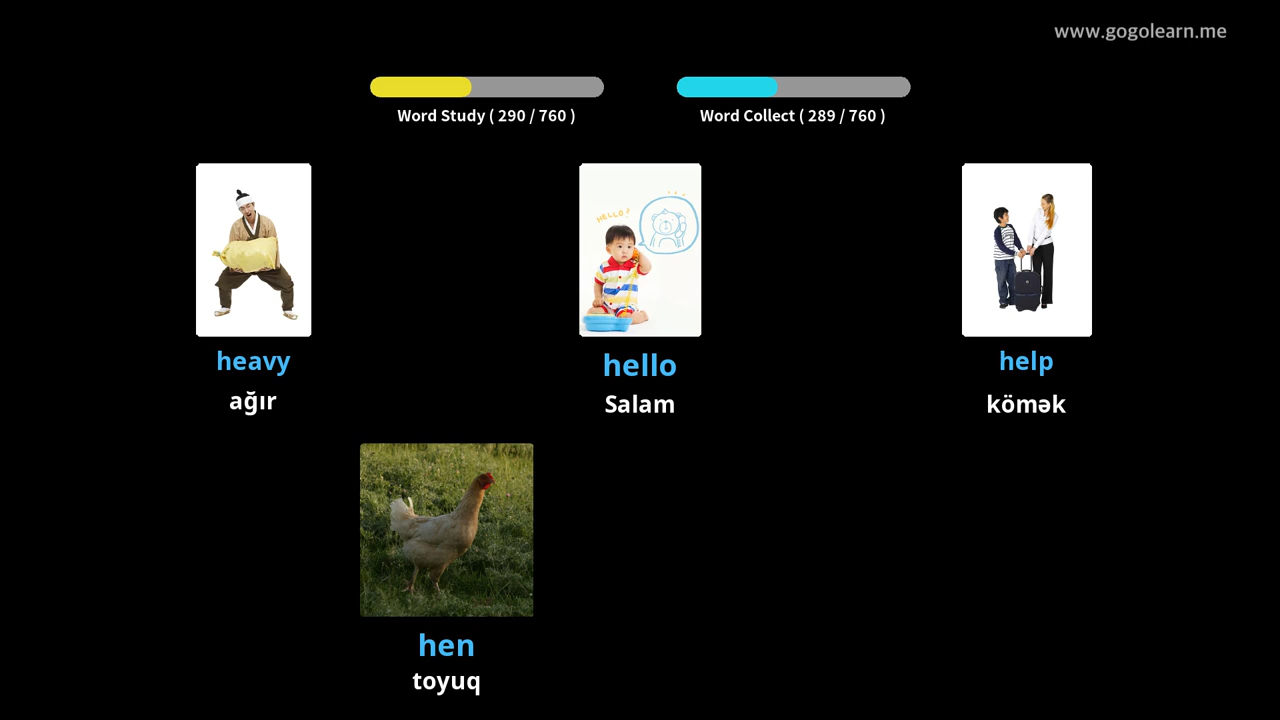 www.gogolearn.me
Word Study ( 290 / 760 )
Word Collect ( 289 / 760 )
HELLO?
heavy
hello
help
ağır
Salam
kömək
hen
toyuq